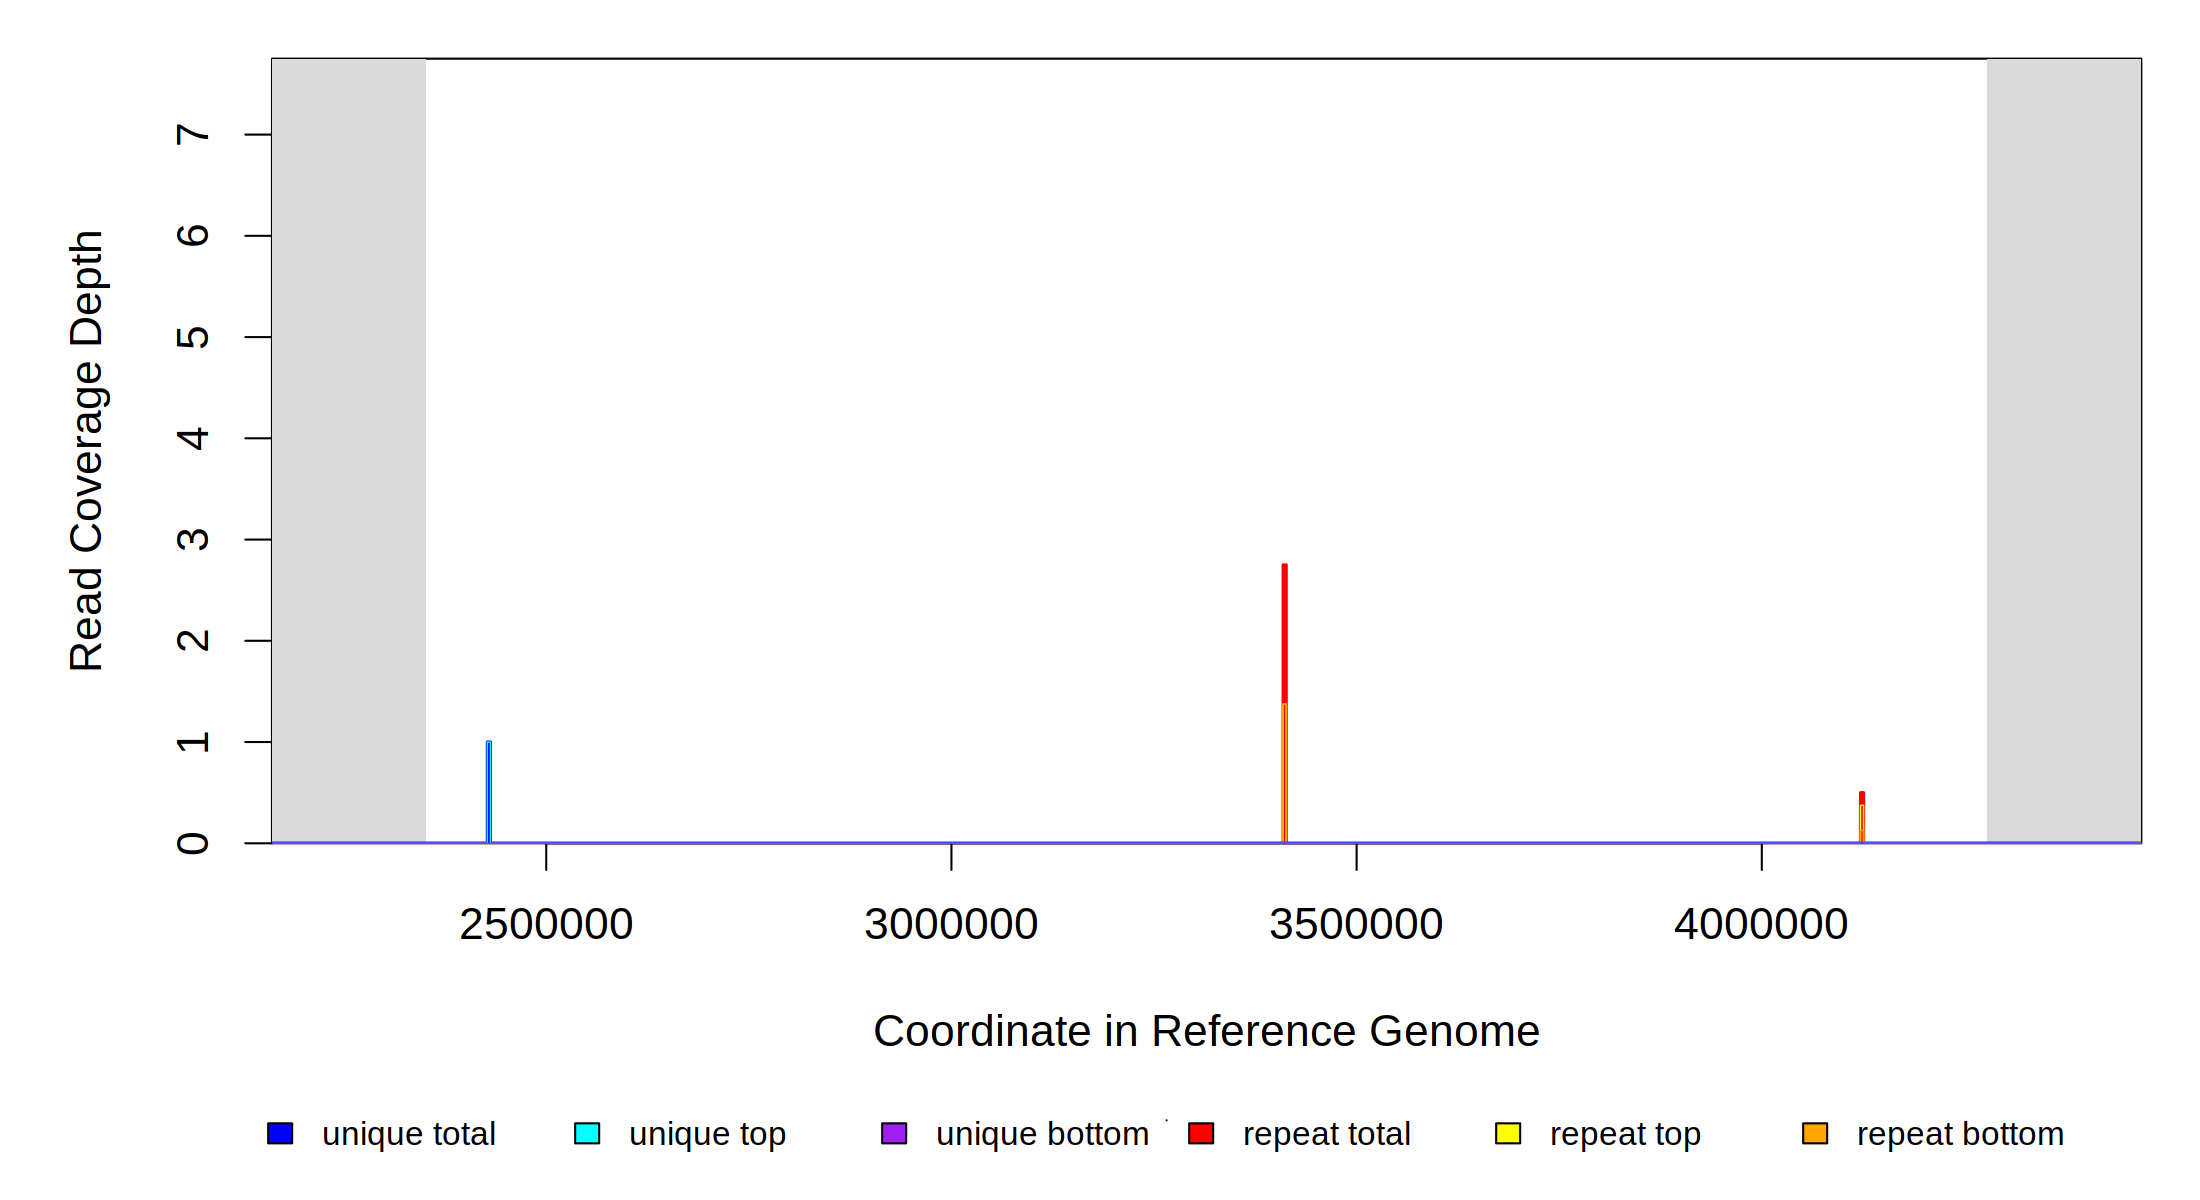 7
6
5
4
3
2
1
0
Read Coverage Depth
2500000 3000000 3500000 4000000
Coordinate in Reference Genome
unique total unique top unique bottom repeat total repeat top repeat bottom